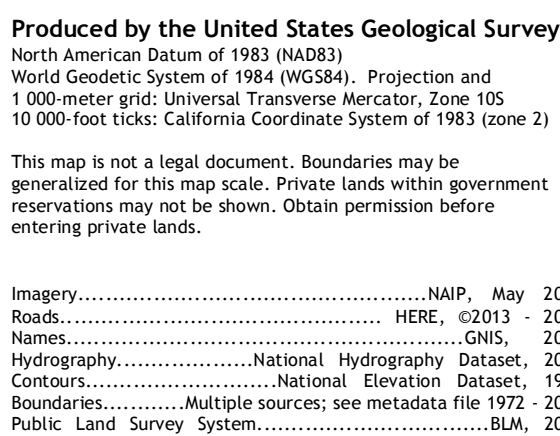 Produced by the United States Geological Survey
North American Datum of 1983 (NAD83)
World Geodetic System of 1984 (WGS84).  Projection and
1 000-meter grid: Universal Transverse Mercator, Zone 10S
10 000-foot ticks: California Coordinate System of 1983 (zone 2)
This map is not a legal document. Boundaries may be
generalized for this map scale. Private lands within government
reservations may not be shown. Obtain permission before
entering private lands.
Imagery..............................................NAIP, May 20
Roads.......................................... HERE, ©2013 - 20
Names....................................................GNIS, 20
Hydrography...................National Hydrography Dataset, 20
Contours...........................National Elevation Dataset, 19
Boundaries...........Multiple sources; see metadata file 1972 - 20
Public Land Survey System...............................BLM, 20